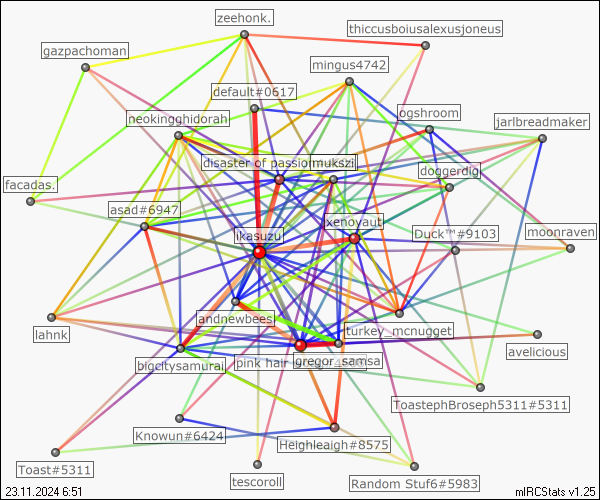 zeehonk.
thiccusboiusalexusjoneus
gazpachoman
mingus4742
default#0617
ogshroom
neokingghidorah
jarlbreadmaker
disaster of passion
mukszi
doggerdig
facadas.
asad#6947
xenovaut
ikasuzu
Duck™#9103
moonraven
andnewbees
lahnk
turkey_mcnugget
avelicious
bigcitysamurai
pink hair
gregor_samsa
ToastephBroseph5311#5311
Knowun#6424
Heighleaigh#8575
Toast#5311
tescoroll
Random Stuf6#5983
23.11.2024 6:51
mIRCStats v1.25